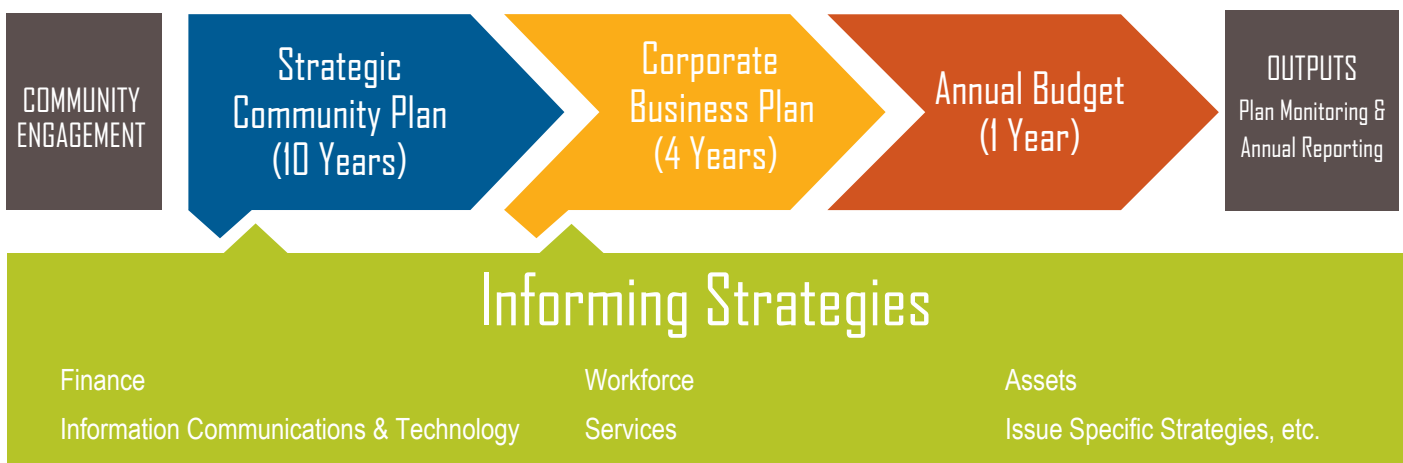 COMMUNITY
ENGAGEMENT
Strategic
Community Plan
(10 Years)
Corporate
Business Plan
(4 Years)
Annual Budget
(1 Year)
OUTPUTS
Plan Monitoring &
Annual Reporting
Informing Strategies
Finance
Workforce
Assets
Information Communications & Technology
Services
Issue Specific Strategies, etc.